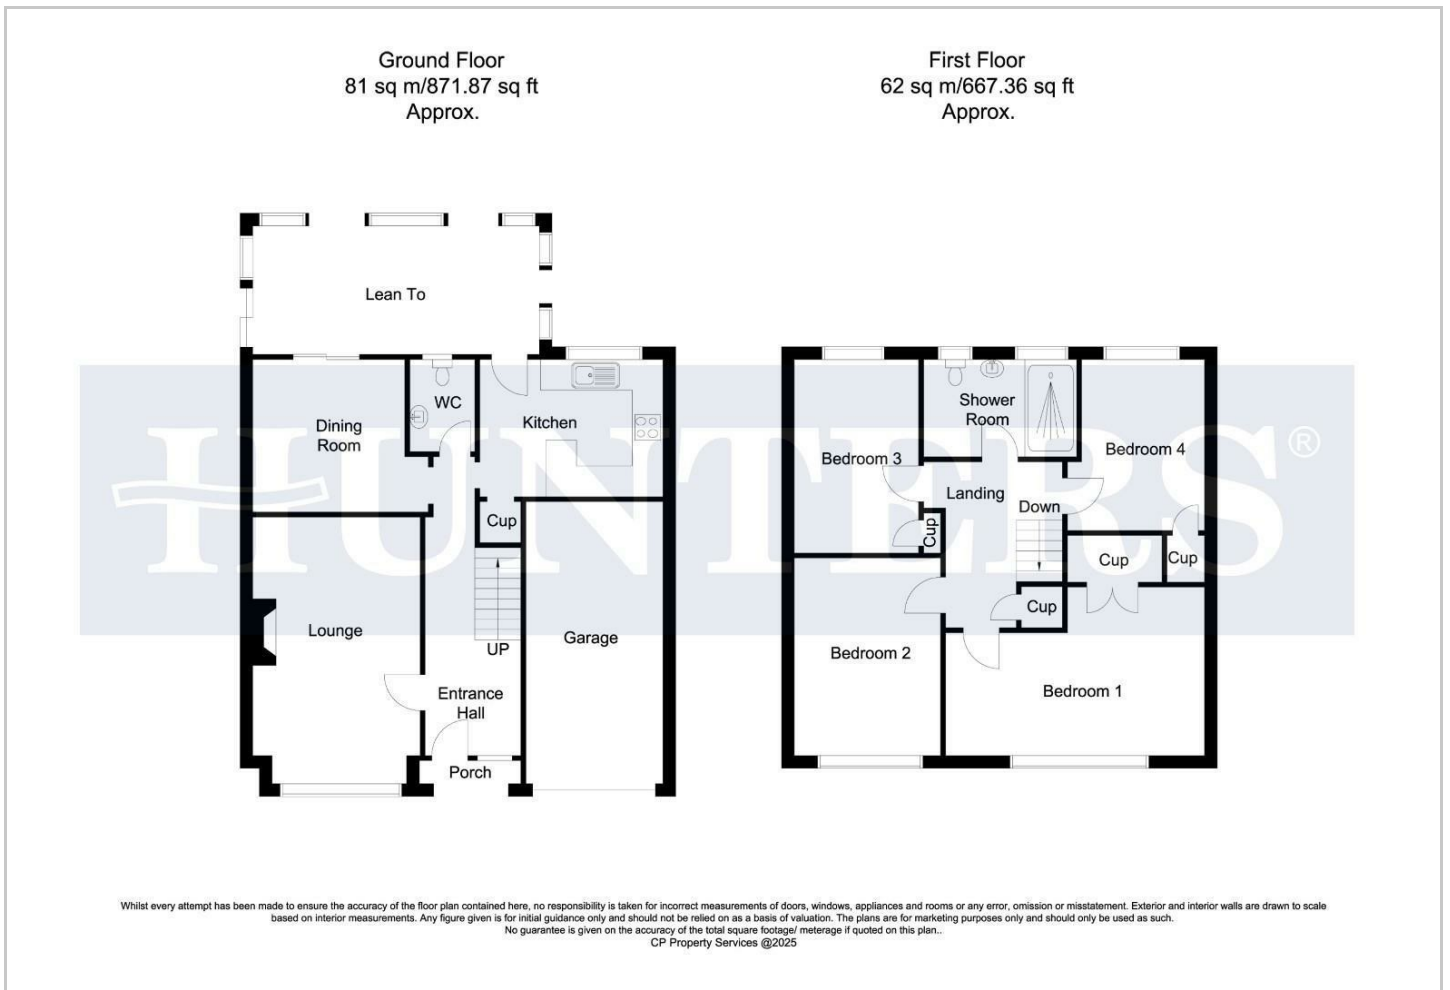 Ground Floor
81 sq m/871.87 sq ft
Approx.
First Floor
62 sq m/667.36 sq ft
Approx.
Lean To
WC
Dining
Room
Kitchen
Cup
Lounge
UP
Garage
Entrance
Hall
Porch
Shower
Room
Bedroom 3
Bedroom 4
Landing
Down
Cup
Cup
Cup
Cup
Bedroom 2
Bedroom 1
HUNTERS®
Whilst every attempt has been made to ensure the accuracy of the floor plan contained here, no responsibility is taken for incorrect measurements of doors, windows, appliances and rooms or any error, omission or misstatement. Exterior and interior walls are drawn to scale
based on interior measurements. Any figure given is for initial guidance only and should not be relied on as a basis of valuation. The plans are for marketing purposes only and should only be used as such.
No guarantee is given on the accuracy of the total square footage/ meterage if quoted on this plan..
CP Property Services @2025